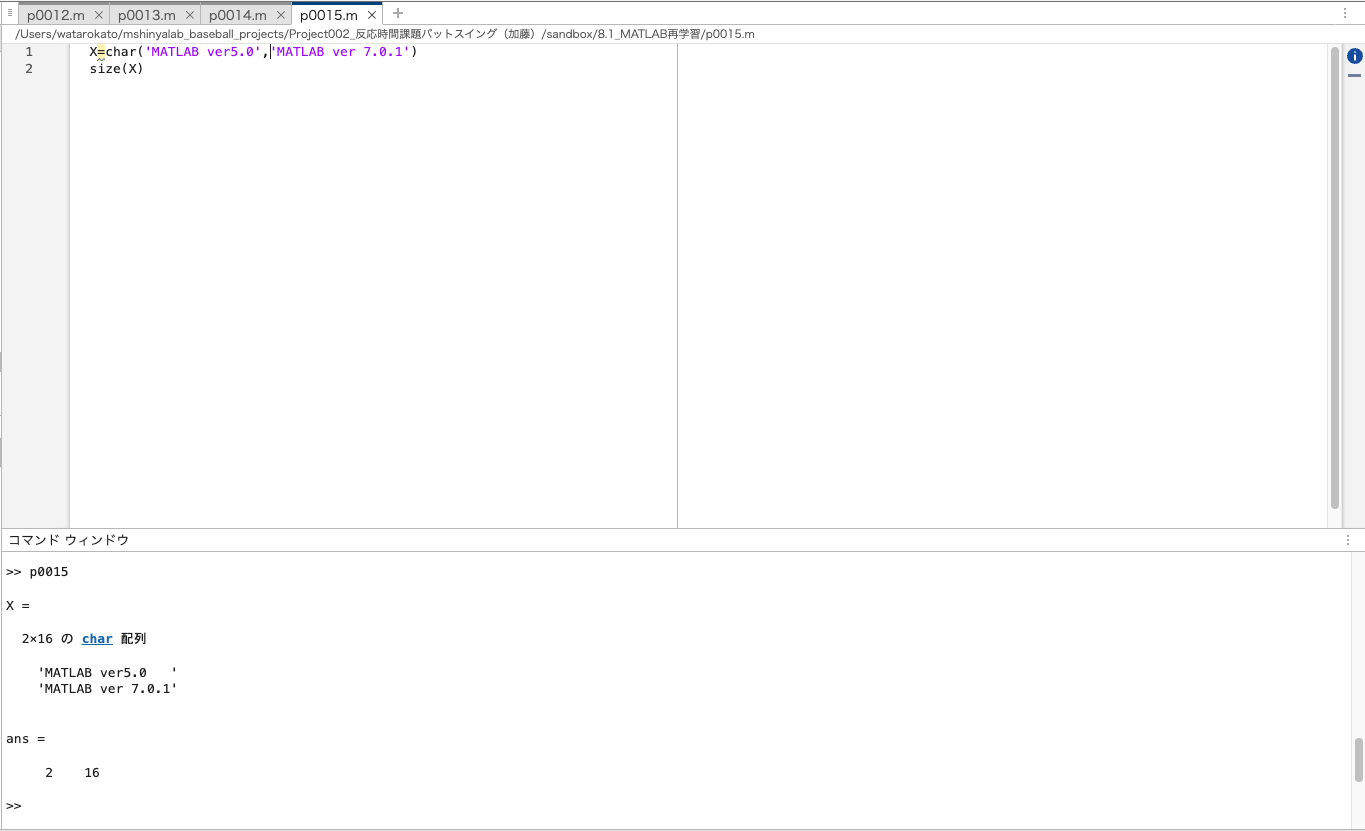 p0012.m × p0013.m × p0014.m × p0015.m × +
/Users/watarokato/mshinyalab_baseball_projects/Project002_反応時間課題バットスイング（加藤）/sandbox/8.1_MATLAB再学習/p0015.m
1 X=char('MATLAB ver5.0','MATLAB ver 7.0.1')
2 size(X)
コマンド ウィンドウ
>> p0015
X =
2×16 の char 配列
'MATLAB ver5.0   '
'MATLAB ver 7.0.1'
ans =
2    16
>>